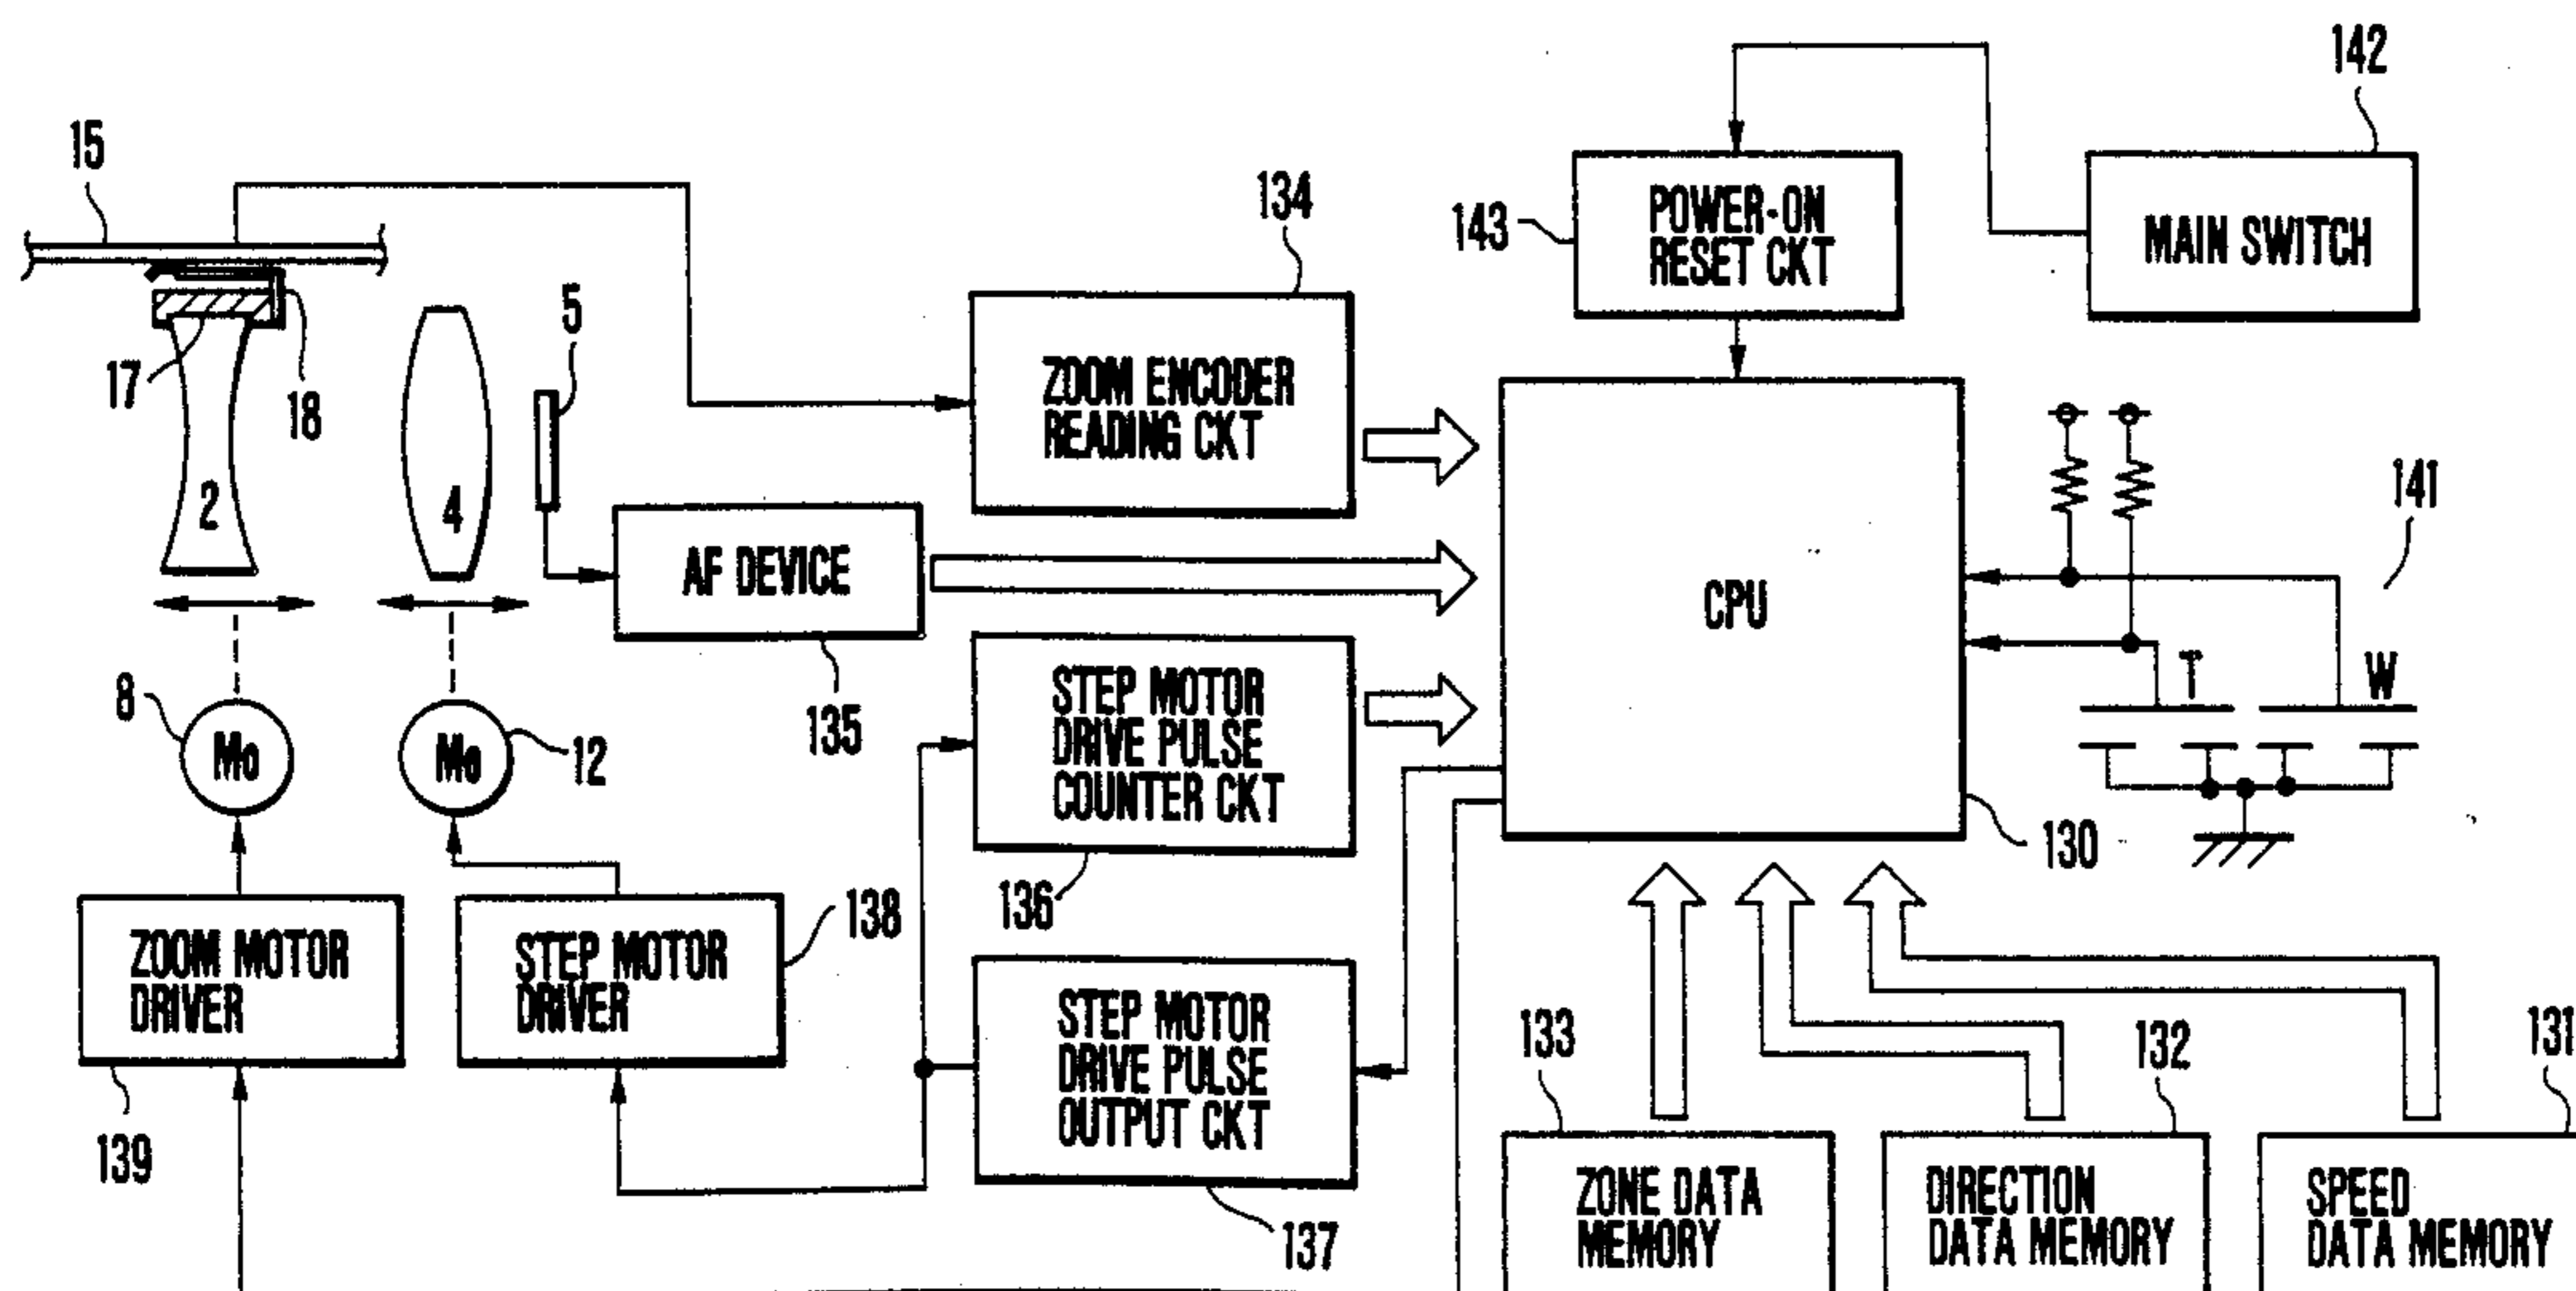 142
15
134
143
POWER-ON
RESET CKT
MAIN SWITCH
5
17
18
ZOOM ENCODER
READING CKT
2
4
141
AF DEVICE
CPU
8
Mo
Mo
12
135
STEP MOTOR
DRIVE PULSE
COUNTER CKT
T
W
130
136
138
ZOOM MOTOR
DRIVER
STEP MOTOR
DRIVER
STEP MOTOR
DRIVE PULSE
OUTPUT CKT
133
132
131
139
137
ZONE DATA
MEMORY
DIRECTION
DATA MEMORY
SPEED
DATA MEMORY